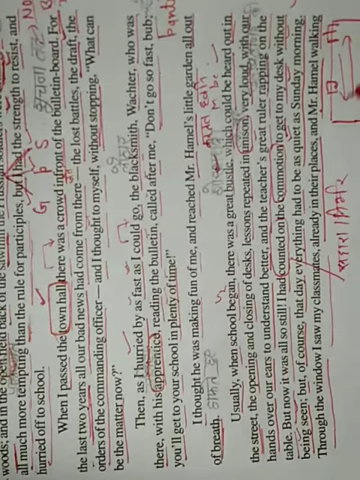 woods; and in the open field back of the sawmill the Prussian soldiers were
all much more tempting than the rule for participles, but I had the strength to resist, and
hurried off to school.
When I passed the town hall there was a crowd in front of the bulletin-board. For
the last two years all our bad news had come from there — the lost battles, the draft, the
orders of the commanding officer — and I thought to myself, without stopping, "What can
be the matter now?"
Then, as I hurried by as fast as I could go, the blacksmith, Wachter, who was
there, with his apprentice, reading the bulletin, called after me, "Don't go so fast, bub;
you'll get to your school in plenty of time!"
I thought he was making fun of me, and reached Mr. Hamel's little garden all out
of breath.
Usually, when school began, there was a great bustle, which could be heard out in
the street, the opening and closing of desks, lessons repeated in unison, very loud, with our
hands over our ears to understand better, and the teacher's great ruler rapping on the
table. But now it was all so still! I had counted on the commotion to get to my desk without
being seen; but, of course, that day, everything had to be as quiet as Sunday morning.
Through the window I saw my classmates, already in their places, and Mr. Hamel walking
G P S